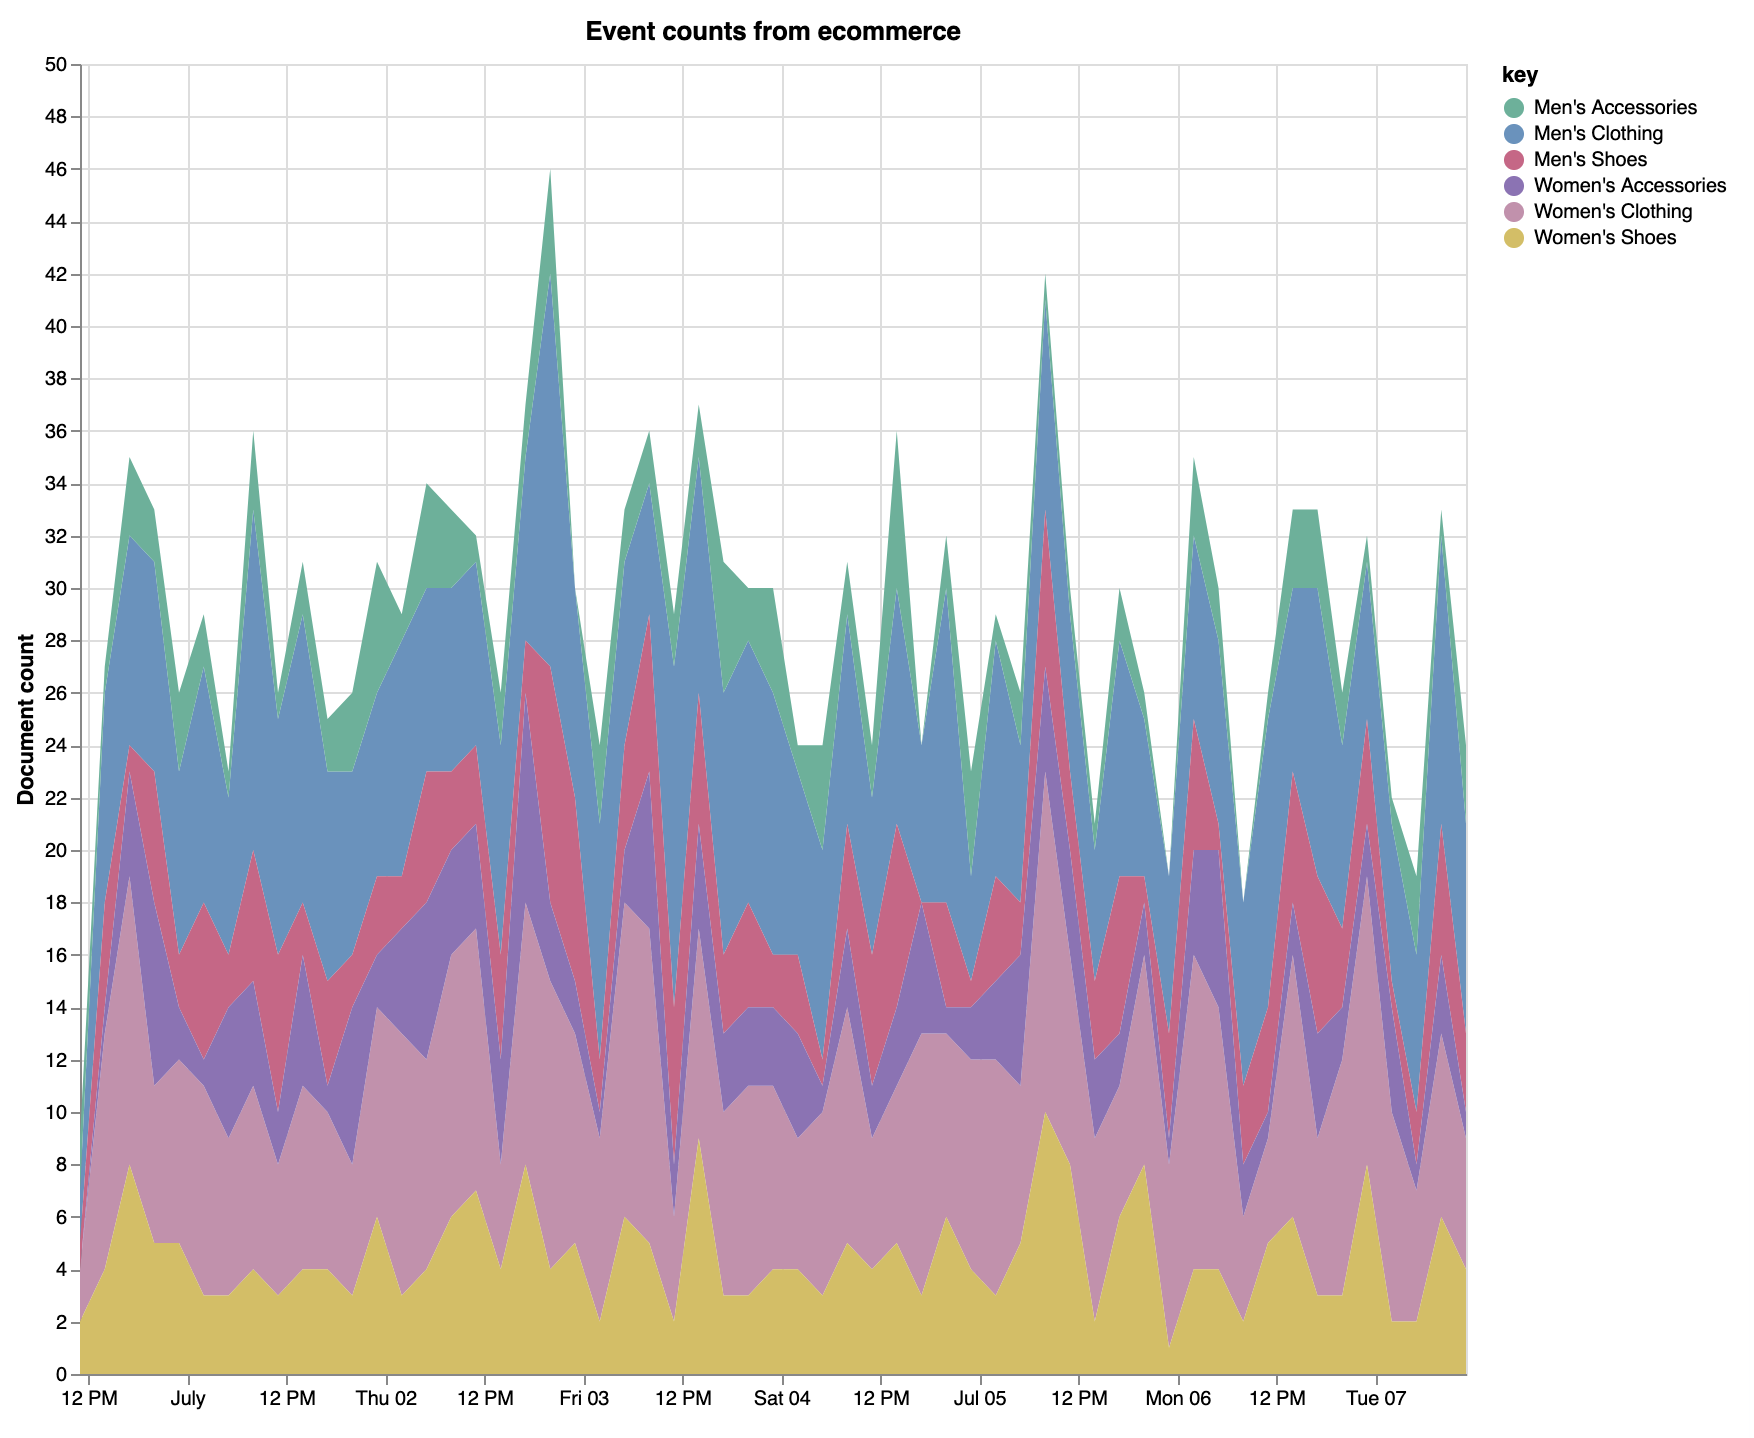 Event counts from ecommerce
key
Men's Accessories
Men's Clothing
Men's Shoes
Women's Accessories
Women's Clothing
Women's Shoes
Document count
50
48
46
44
42
40
38
36
34
32
30
28
26
24
22
20
18
16
14
12
10
8
6
4
2
0
12 PM July 12 PM Thu 02 12 PM Fri 03 12 PM Sat 04 12 PM Jul 05 12 PM Mon 06 12 PM Tue 07